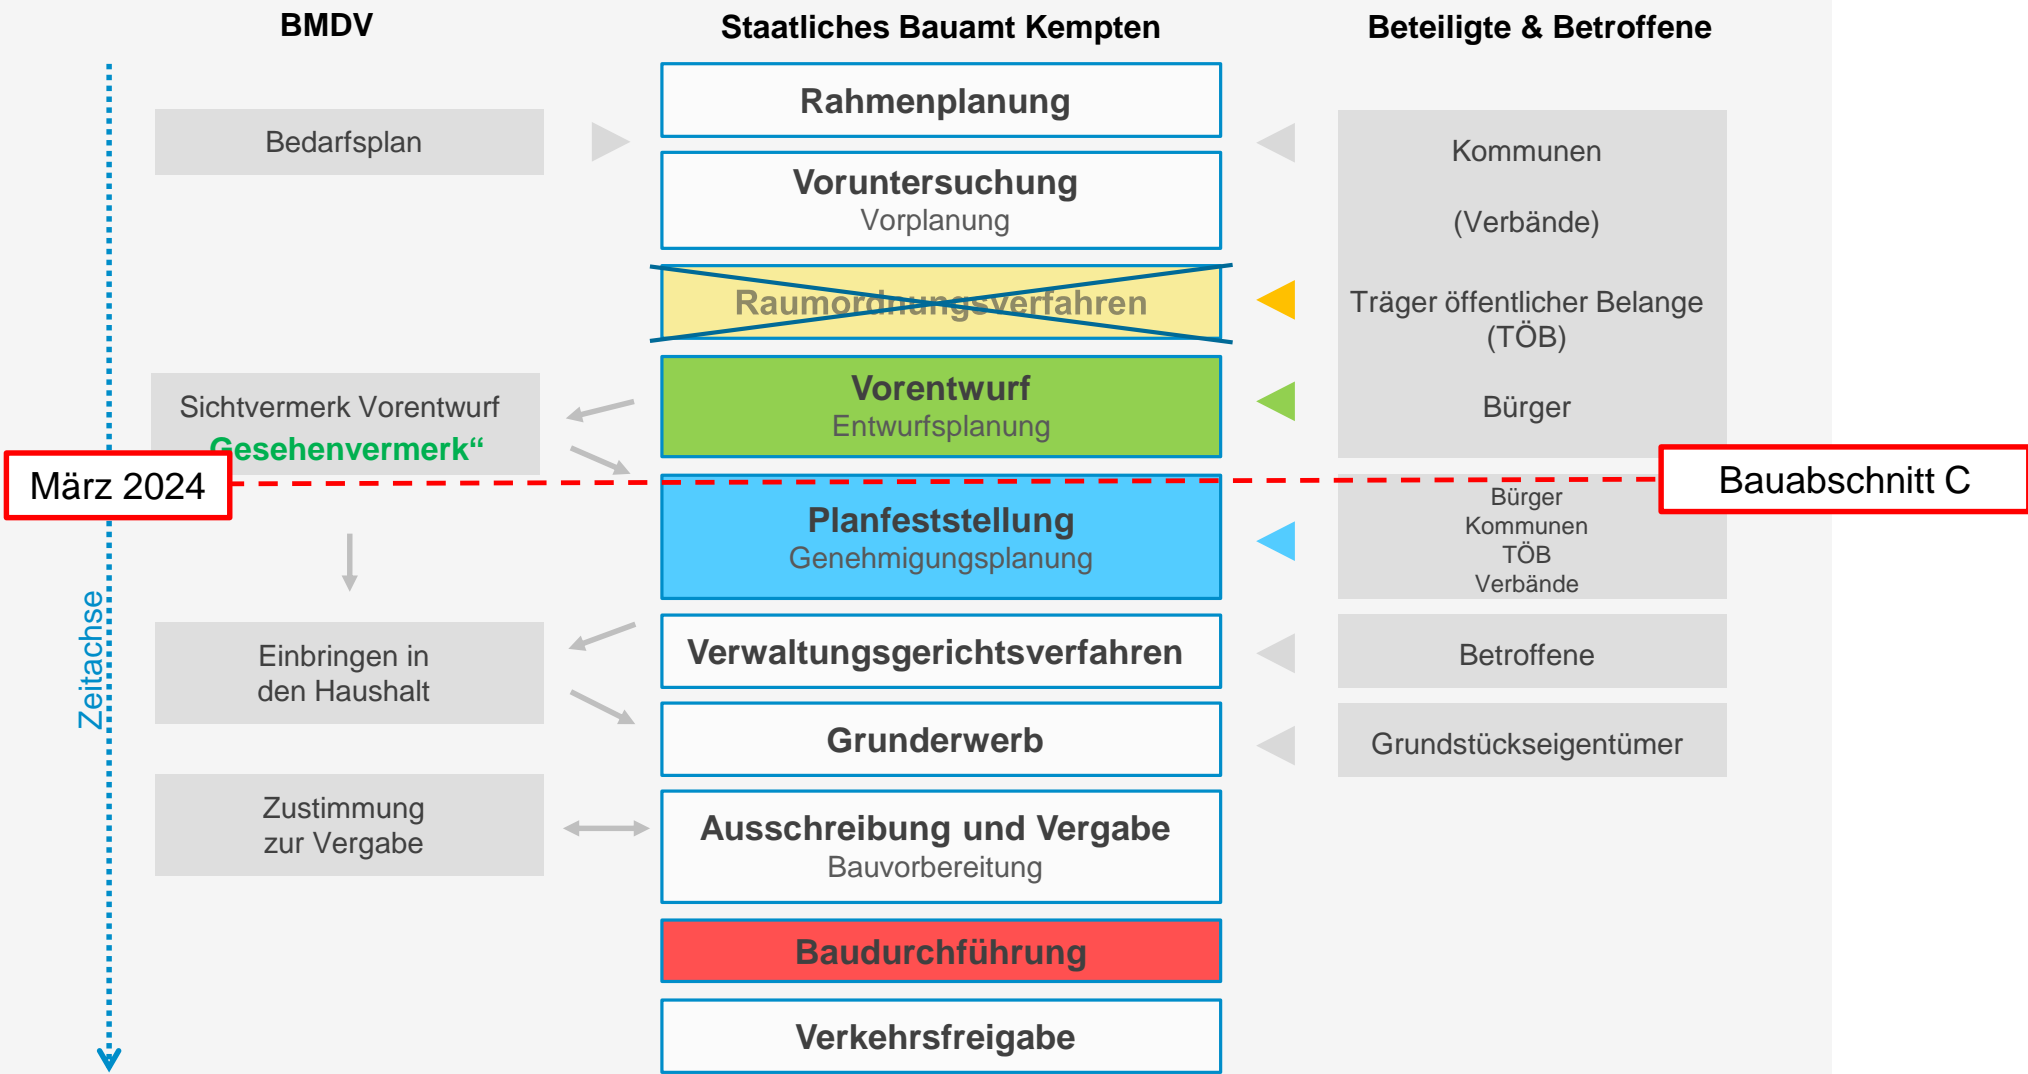 BMDV
Staatliches Bauamt Kempten
Beteiligte & Betroffene
Rahmenplanung
Bedarfsplan
Kommunen
Voruntersuchung
Vorplanung
(Verbände)
Raumordnungsverfahren
Träger öffentlicher Belange
(TÖB)
Vorentwurf
Entwurfsplanung
Sichtvermerk Vorentwurf
Gesehenvermerk“
Bürger
März 2024
Bauabschnitt C
Planfeststellung
Genehmigungsplanung
Bürger
Kommunen
TÖB
Verbände
Zeitachse
Einbringen in
den Haushalt
Verwaltungsgerichtsverfahren
Betroffene
Grunderwerb
Grundstückseigentümer
Zustimmung
zur Vergabe
Ausschreibung und Vergabe
Bauvorbereitung
Baudurchführung
Verkehrsfreigabe